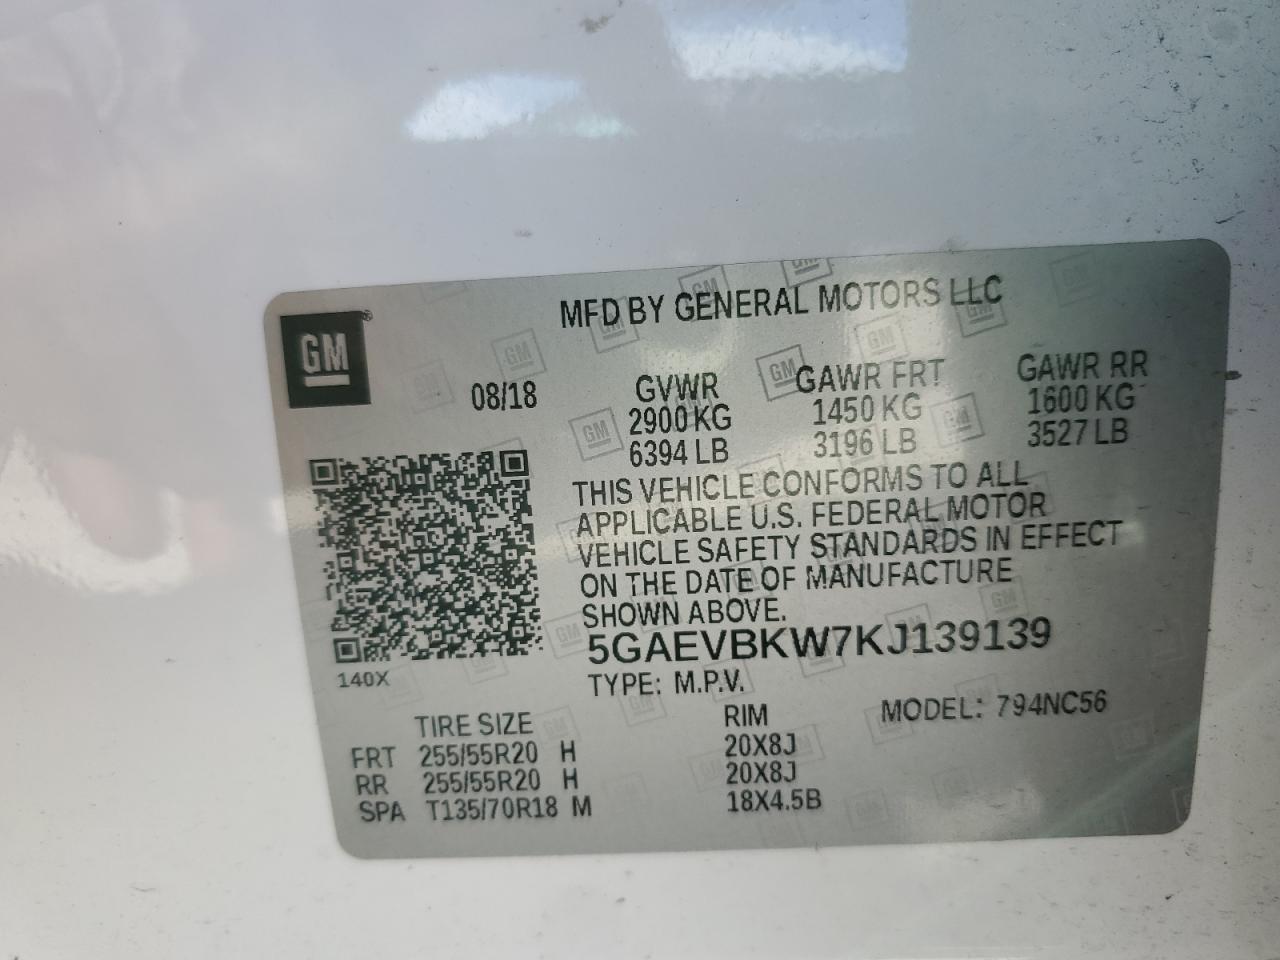 MFD BY GENERAL MOTORS LLC
GM®
08/18
GVWR GAWR FRT GAWR RR
2900 KG 1450 KG 1600 KG
6394 LB 3196 LB 3527 LB
THIS VEHICLE CONFORMS TO ALL
APPLICABLE U.S. FEDERAL MOTOR
VEHICLE SAFETY STANDARDS IN EFFECT
ON THE DATE OF MANUFACTURE
SHOWN ABOVE.
5GAEVBKW7KJ139139
140X
TYPE: M.P.V.
MODEL: 794NC56
TIRE SIZE RIM
FRT 255/55R20 H 20X8J
RR 255/55R20 H 20X8J
SPA T135/70R18 M 18X4.5B